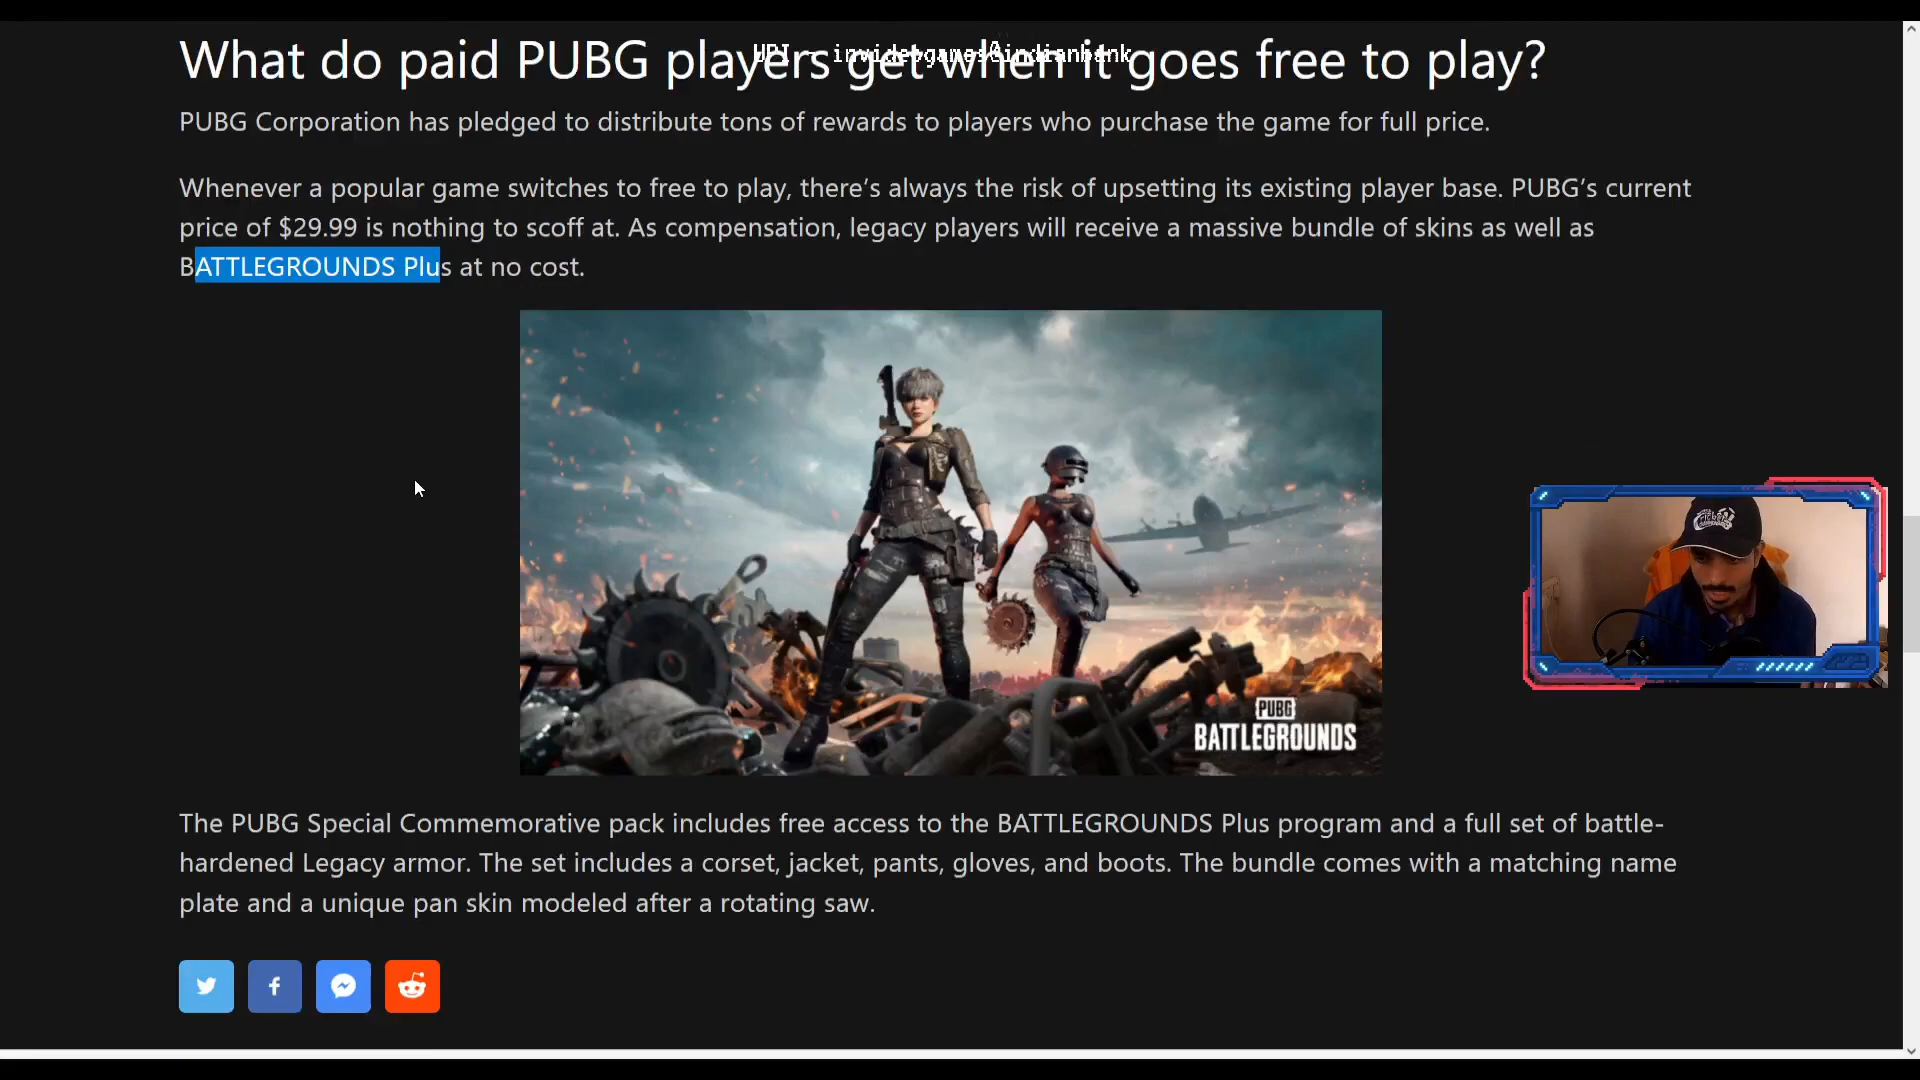 What do paid PUBG players get when it goes free to play?
UPI - invideogames@indianbank
PUBG Corporation has pledged to distribute tons of rewards to players who purchase the game for full price.
Whenever a popular game switches to free to play, there’s always the risk of upsetting its existing player base. PUBG’s current
price of $29.99 is nothing to scoff at. As compensation, legacy players will receive a massive bundle of skins as well as
BATTLEGROUNDS Plus at no cost.
PUBG
BATTLEGROUNDS
The PUBG Special Commemorative pack includes free access to the BATTLEGROUNDS Plus program and a full set of battle-
hardened Legacy armor. The set includes a corset, jacket, pants, gloves, and boots. The bundle comes with a matching name
plate and a unique pan skin modeled after a rotating saw.